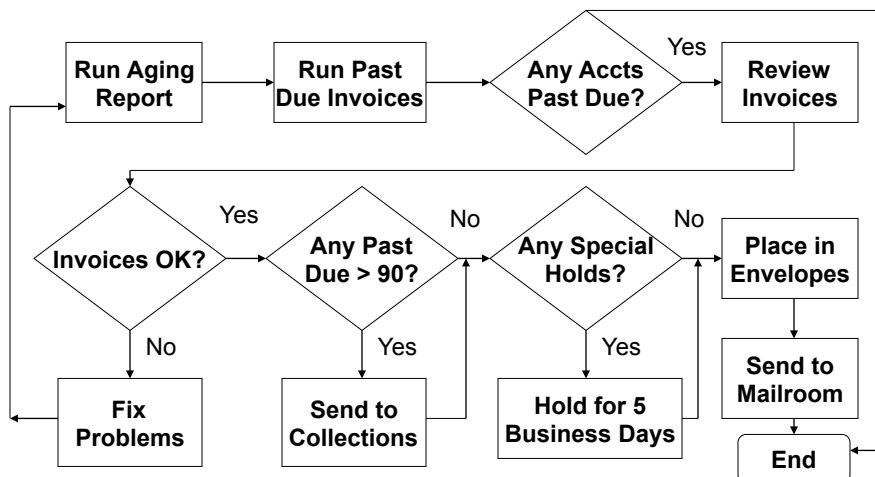 Run Aging
Report
Run Past
Due Invoices
Any Accts
Past Due?
Yes
Review
Invoices
Invoices OK?
Yes
Any Past
Due > 90?
No
Any Special
Holds?
No
Place in
Envelopes
No
Fix
Problems
Yes
Send to
Collections
Yes
Hold for 5
Business Days
Send to
Mailroom
End